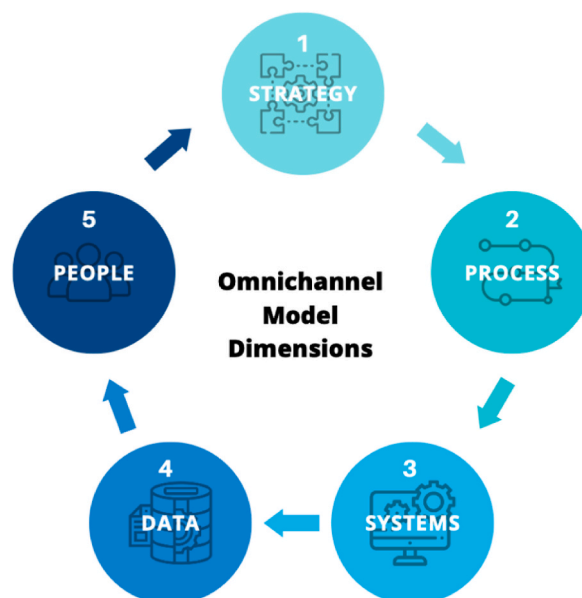 1
STRATEGY
2
PROCESS
3
SYSTEMS
4
DATA
5
PEOPLE
Omnichannel
Model
Dimensions